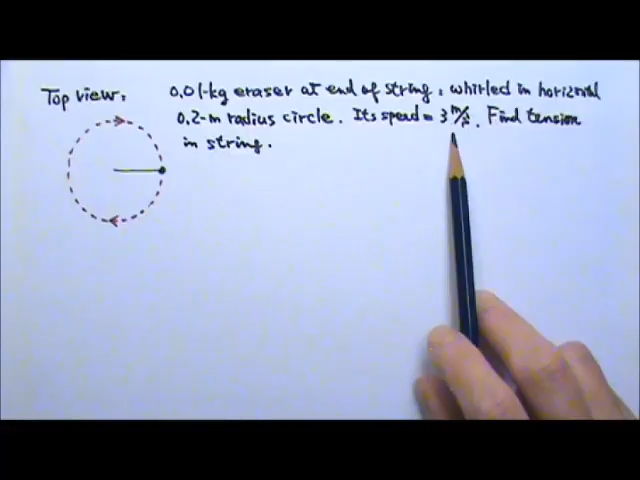 Top view: 0.01-kg eraser at end of string, whirled in horizontal
0.2-m radius circle. Its speed = 3 m/s. Find tension
in string.